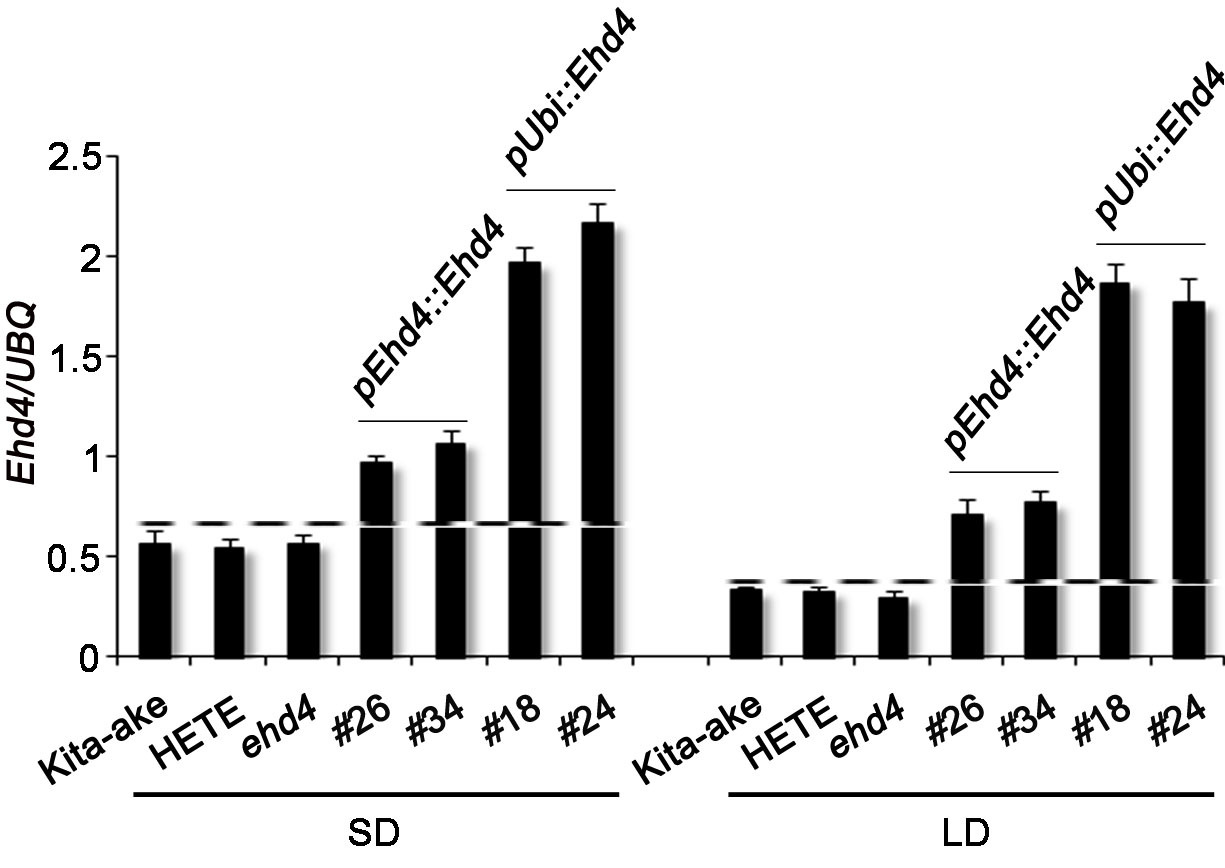 Ehd4/UBQ
2.5
2
1.5
1
0.5
0
pEhd4::Ehd4
pUbi::Ehd4
pEhd4::Ehd4
pUbi::Ehd4
Kita-ake HETE ehd4 #26 #34 #18 #24 Kita-ake HETE ehd4 #26 #34 #18 #24
SD LD